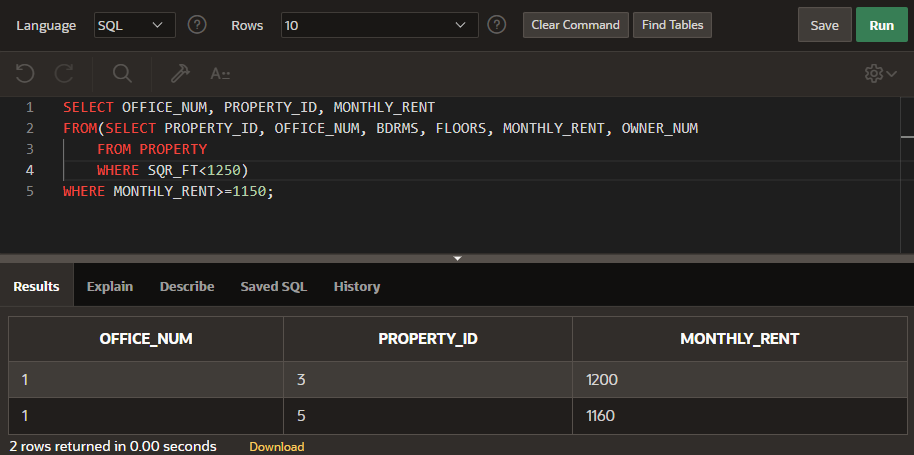 Language SQL ? Rows 10 ? Clear Command Find Tables Save Run
A::
1 SELECT OFFICE_NUM, PROPERTY_ID, MONTHLY_RENT
2 FROM(SELECT PROPERTY_ID, OFFICE_NUM, BDRMS, FLOORS, MONTHLY_RENT, OWNER_NUM
3 FROM PROPERTY
4 WHERE SQR_FT<1250)
5 WHERE MONTHLY_RENT>=1150;
Results Explain Describe Saved SQL History
OFFICE_NUM PROPERTY_ID MONTHLY_RENT
1 3 1200
1 5 1160
2 rows returned in 0.00 seconds Download